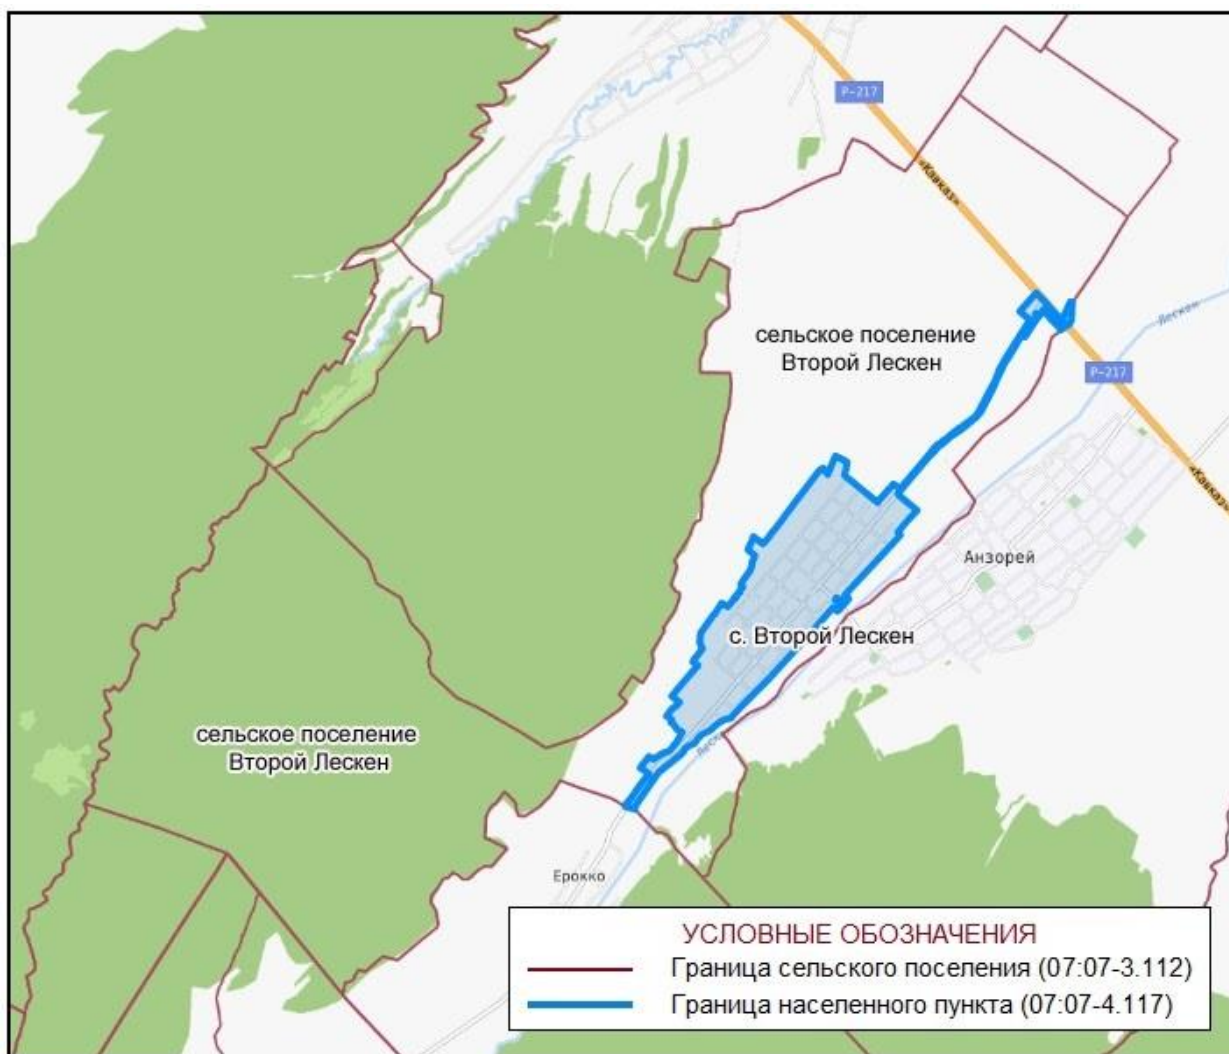 Р-217
«Кавказ»
Лескен
сельское поселение
Второй Лескен
Р-217
«Кавказ»
Анзорей
с. Второй Лескен
сельское поселение
Второй Лескен
Ерокко
УСЛОВНЫЕ ОБОЗНАЧЕНИЯ
Граница сельского поселения (07:07-3.112)
Граница населенного пункта (07:07-4.117)